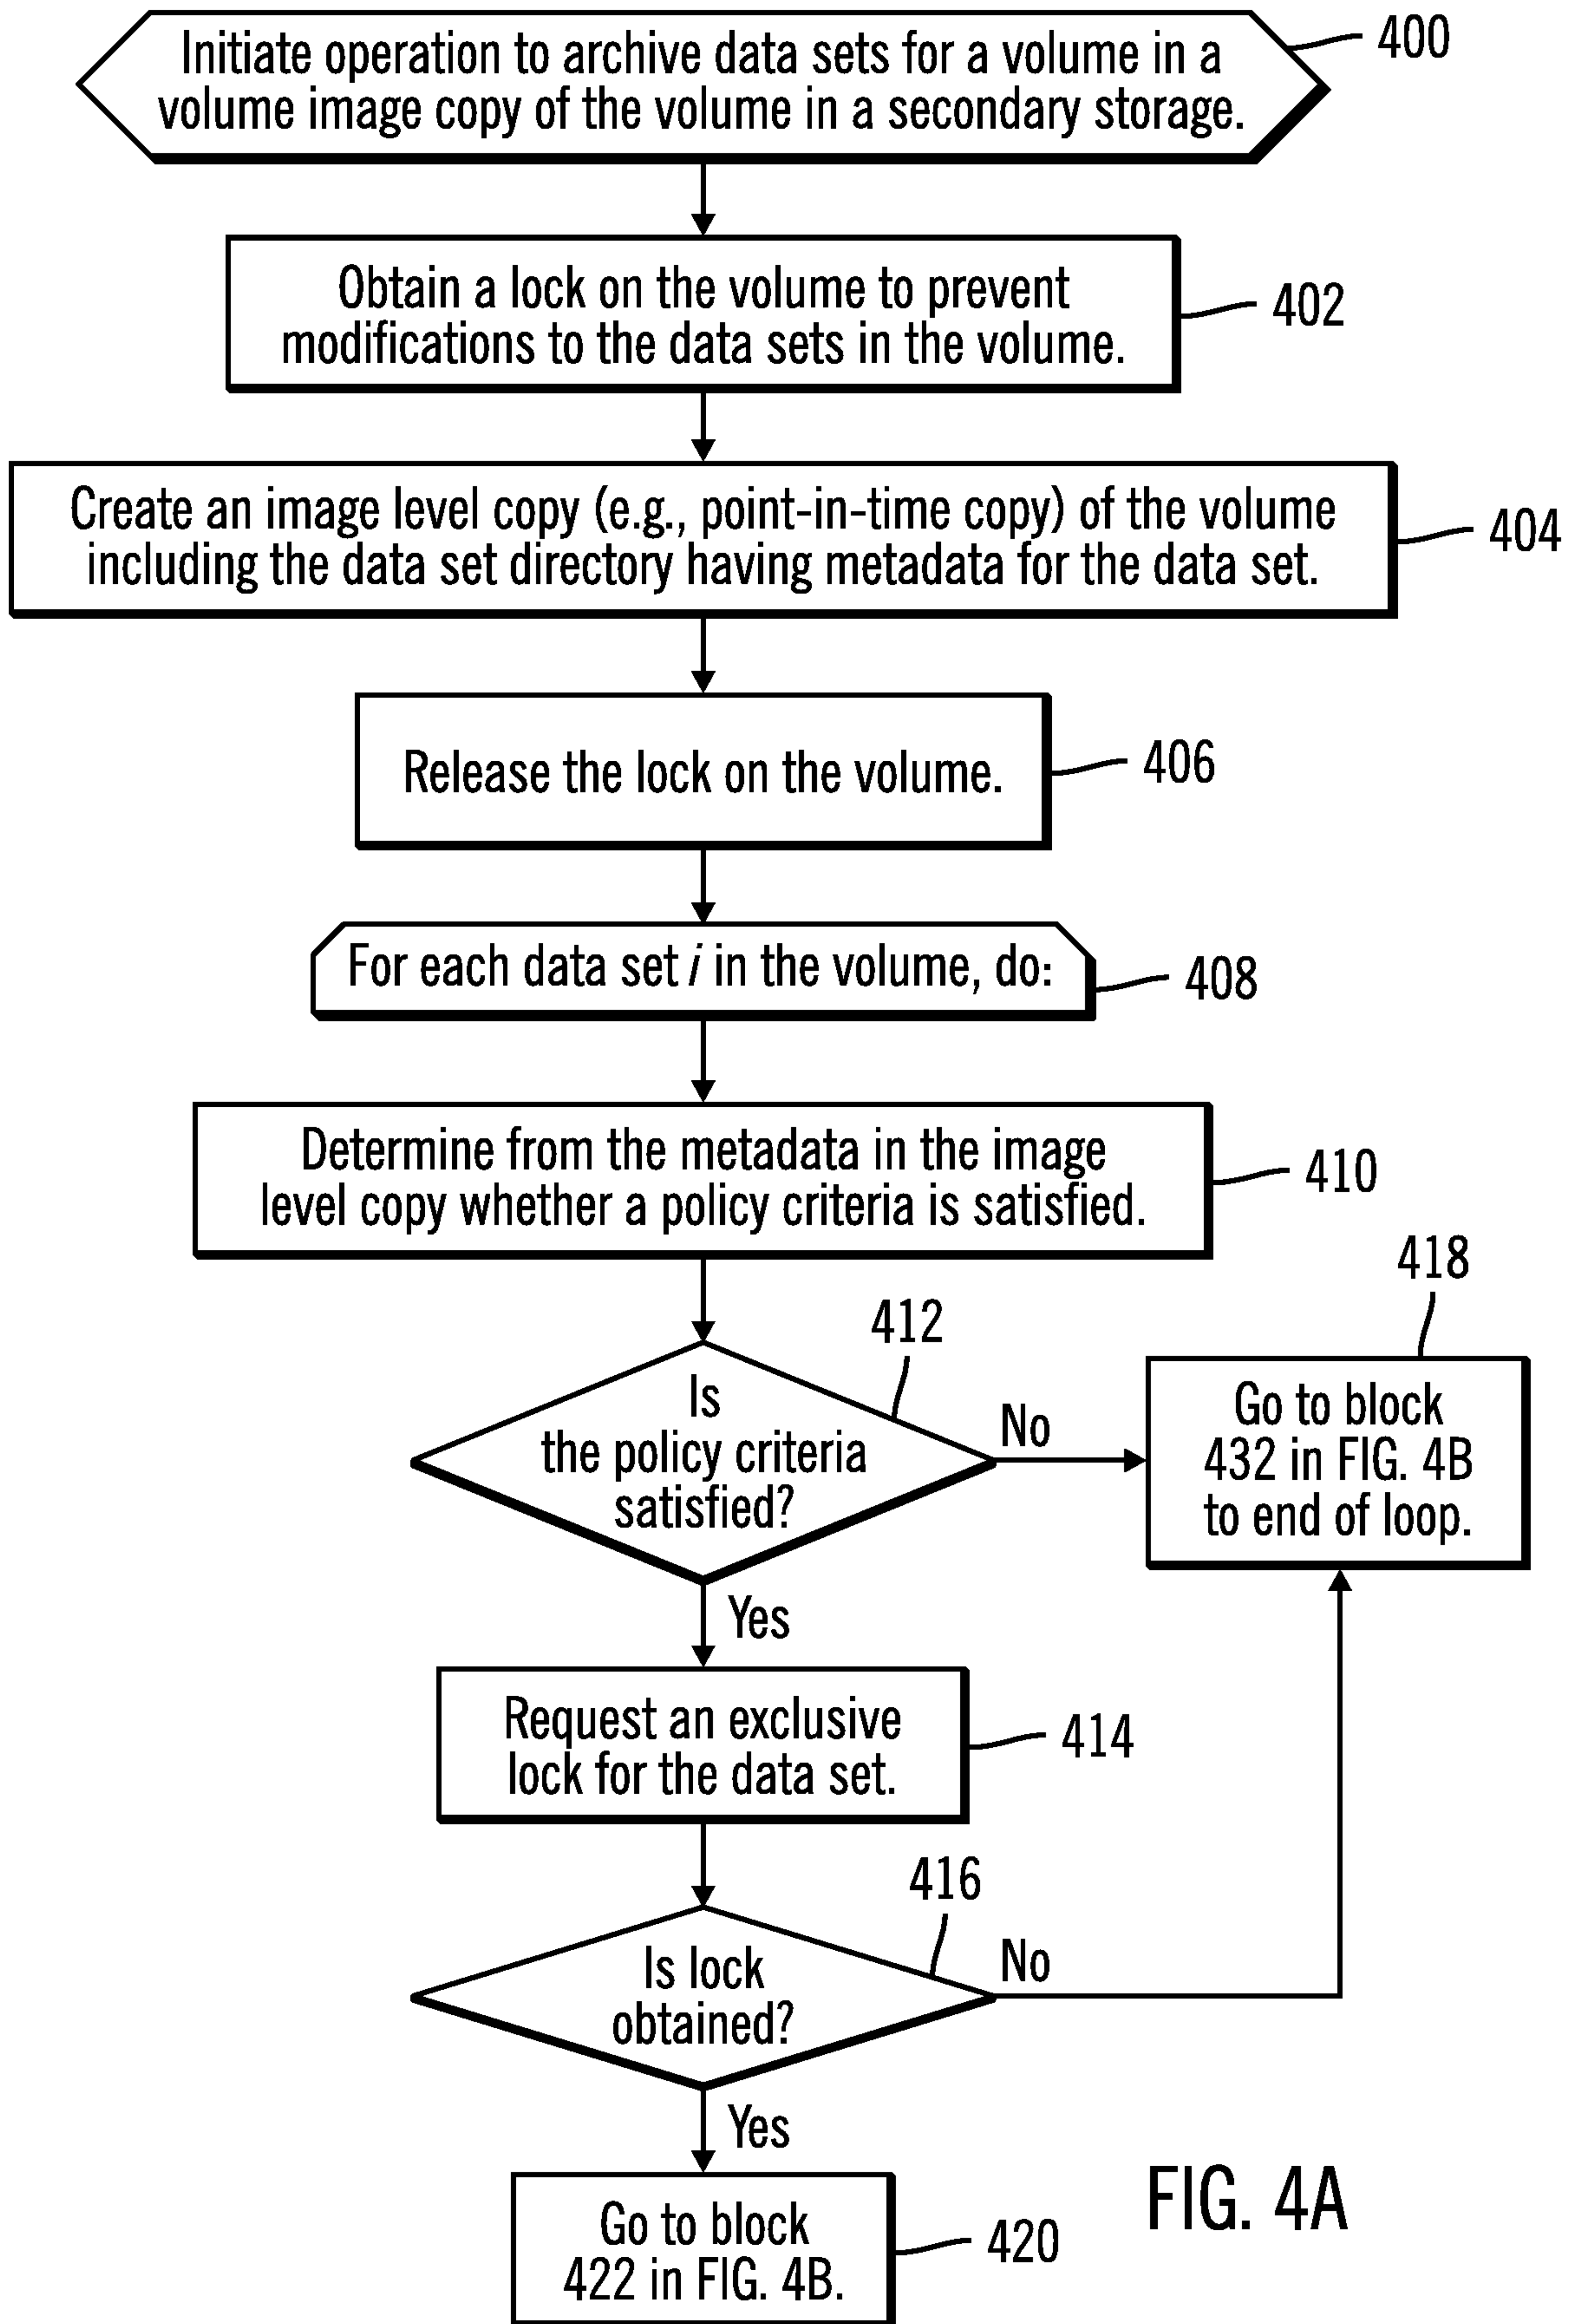 Initiate operation to archive data sets for a volume in a
volume image copy of the volume in a secondary storage.
400
Obtain a lock on the volume to prevent
modifications to the data sets in the volume.
402
Create an image level copy (e.g., point-in-time copy) of the volume
including the data set directory having metadata for the data set.
404
Release the lock on the volume.
406
For each data set i in the volume, do:
408
Determine from the metadata in the image
level copy whether a policy criteria is satisfied.
410
412
Is
the policy criteria
satisfied?
No
418
Go to block
432 in FIG. 4B
to end of loop.
Yes
Request an exclusive
lock for the data set.
414
416
Is lock
obtained?
No
Yes
Go to block
422 in FIG. 4B.
420
FIG. 4A